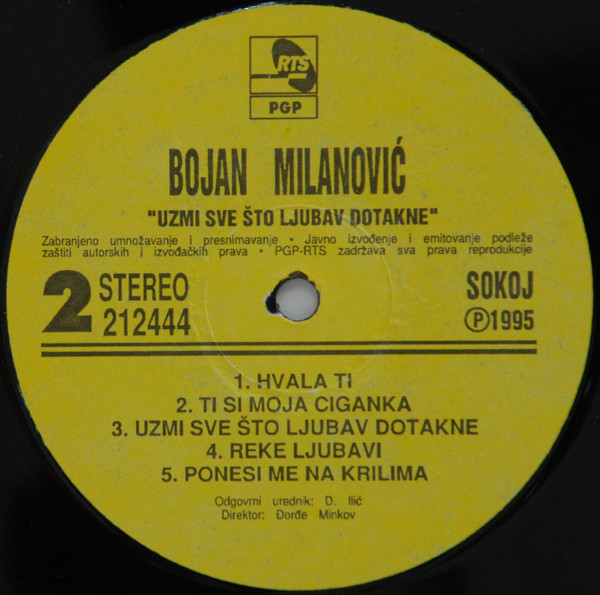 RTS
PGP
BOJAN MILANOVIĆ
"UZMI SVE ŠTO LJUBAV DOTAKNE"
Zabranjeno umnožavanje i presnimavanje • Javno izvođenje i emitovanje podleže
zaštiti autorskih i izvođačkih prava • PGP-RTS zadržava sva prava reprodukcije
2 STEREO
212444
SOKOJ
Ⓟ1995
1. HVALA TI
2. TI SI MOJA CIGANKA
3. UZMI SVE ŠTO LJUBAV DOTAKNE
4. REKE LJUBAVI
5. PONESI ME NA KRILIMA
Odgovrni urednik: D. Ilić
Direktor: Đorđe Minkov